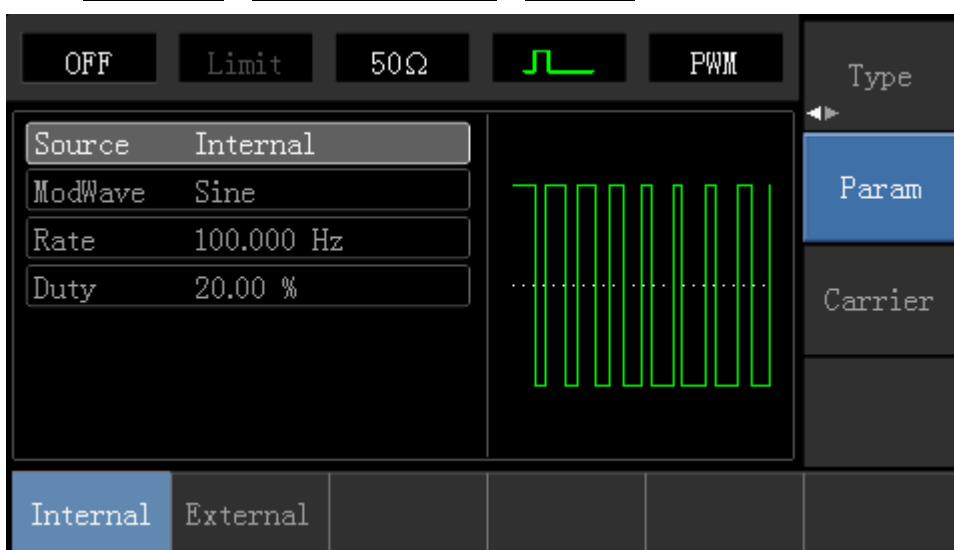 OFF Limit 50Ω PWM Type
Source Internal
ModWave Sine
Param
Rate 100.000 Hz
Duty 20.00 %
Carrier
Internal External